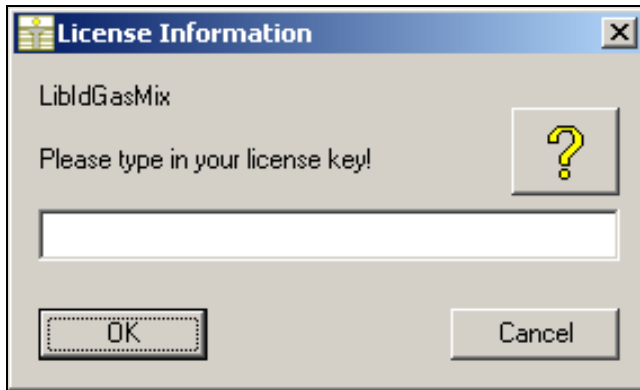 License Information
LibIdGasMix
Please type in your license key!
?
OK
Cancel